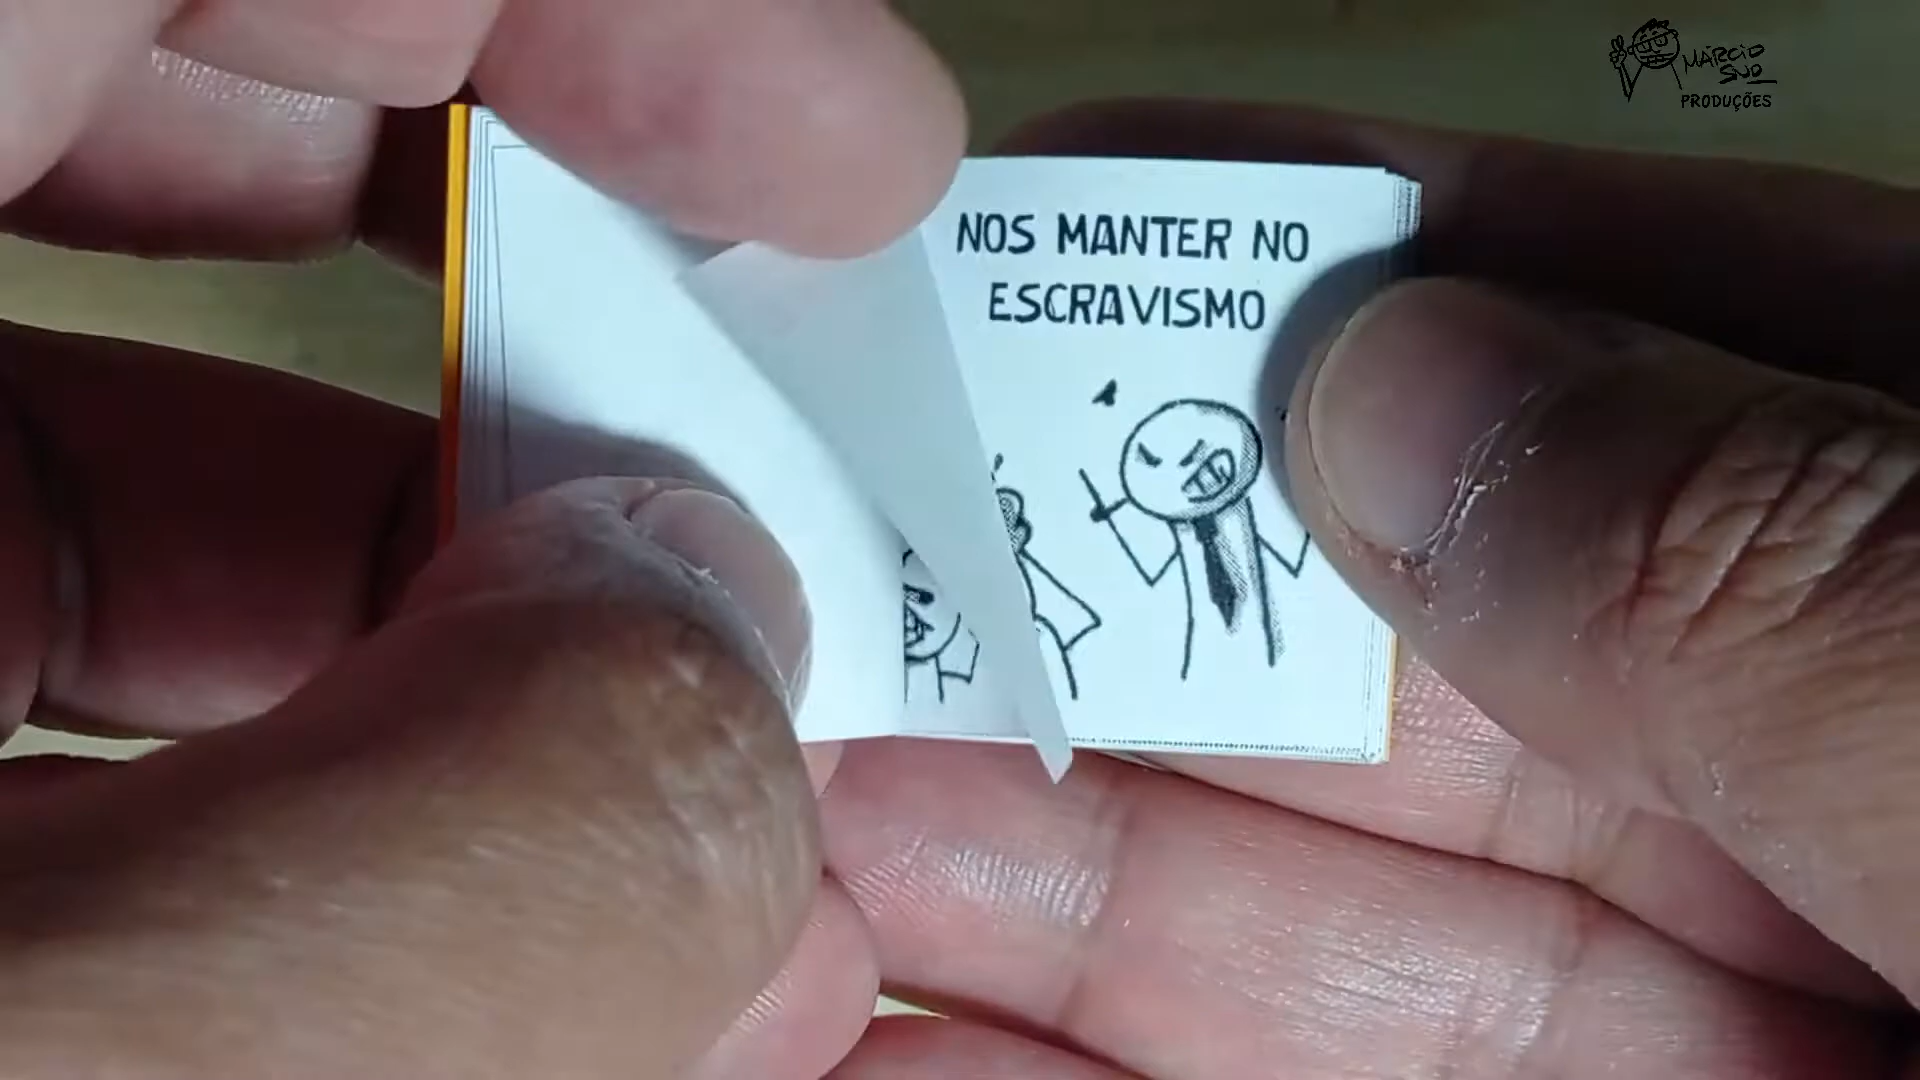 NOS MANTER NO
ESCRAVISMO
MÁRCIO
SNO
PRODUÇÕES